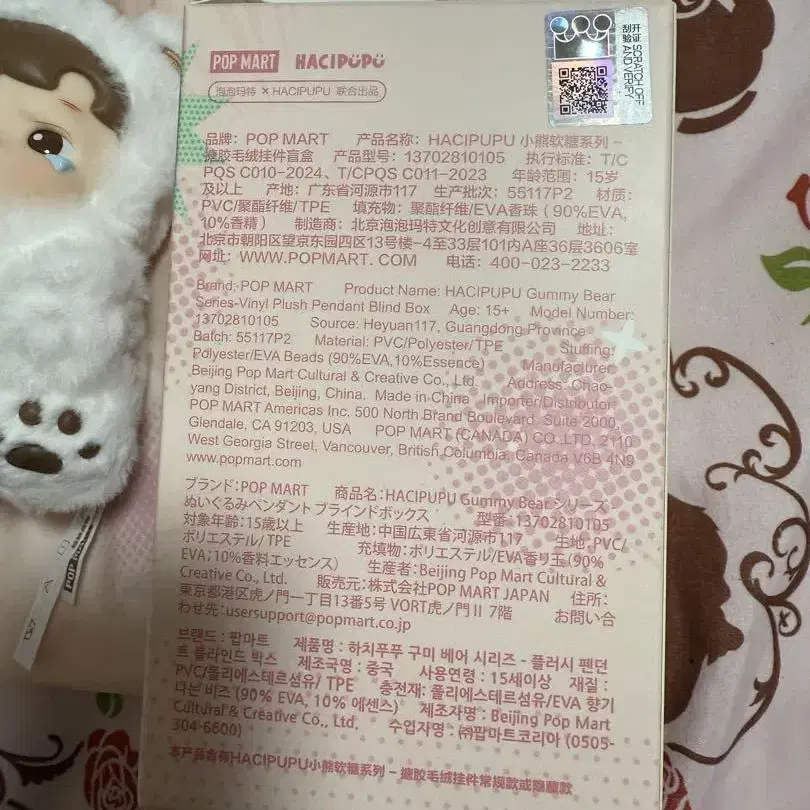 POP MART HACIPUPU
泡泡玛特 × HACIPUPU 联合出品
刮开
验证
SCRATCH OFF
AND VERIFY
品牌: POP MART 产品名称: HACIPUPU 小熊软糖系列 –
搪胶毛绒挂件盲盒 产品型号: 13702810105 执行标准: T/C
PQS C010-2024、T/CPQS C011-2023 年龄范围: 15岁
及以上 产地: 广东省河源市117 生产批次: 55117P2 材质:
PVC/聚酯纤维/TPE 填充物: 聚酯纤维/EVA香珠 ( 90%EVA,
10%香精 ) 制造商: 北京泡泡玛特文化创意有限公司 地址:
北京市朝阳区望京东园四区13号楼-4至33层101内A座36层3606室
网址: WWW.POPMART.COM 电话: 400-023-2233
Brand: POP MART Product Name: HACIPUPU Gummy Bear
Series-Vinyl Plush Pendant Blind Box Age: 15+ Model Number:
13702810105 Source: Heyuan117, Guangdong Province
Batch: 55117P2 Material: PVC/Polyester/TPE Stuffing:
Polyester/EVA Beads (90%EVA,10%Essence) Manufacturer:
Beijing Pop Mart Cultural & Creative Co., Ltd. Address: Chao-
yang District, Beijing, China. Made in China Importer/Distributor:
POP MART Americas Inc. 500 North Brand Boulevard, Suite 2000,
Glendale, CA 91203, USA POP MART (CANADA) CO.,LTD. 2110
West Georgia Street, Vancouver, British Columbia, Canada V6B 4N9
www.popmart.com
ブランド: POP MART 商品名: HACIPUPU Gummy Bear シリーズ
ぬいぐるみペンダント ブラインドボックス 型番: 13702810105
対象年齢: 15歳以上 生産地: 中国広東省河源市117 生地: PVC/
ポリエステル/ TPE 充填物: ポリエステル/EVA香り玉 (90%
EVA; 10%香料エッセンス) 生産者: Beijing Pop Mart Cultural &
Creative Co., Ltd. 販売元: 株式会社POP MART JAPAN 住所:
東京都港区虎ノ門一丁目13番5号 VORT虎ノ門Ⅱ 7階 お問い合
わせ先: usersupport@popmart.co.jp
브랜드 : 팝마트 제품명 : 하치푸푸 구미 베어 시리즈 - 플러시 펜던
트 블라인드 박스 제조국명 : 중국 사용연령 : 15세이상 재질 :
PVC/폴리에스테르섬유/ TPE 충전재: 폴리에스테르섬유/EVA 향기
나는 비즈 (90% EVA, 10% 에센스) 제조자명 : Beijing Pop Mart
Cultural & Creative Co., Ltd. 수입자명 : ㈜팝마트코리아 (0505-
304-6600)
本产品含有HACIPUPU小熊软糖系列 – 搪胶毛绒挂件常规款或隐藏款
POP MART